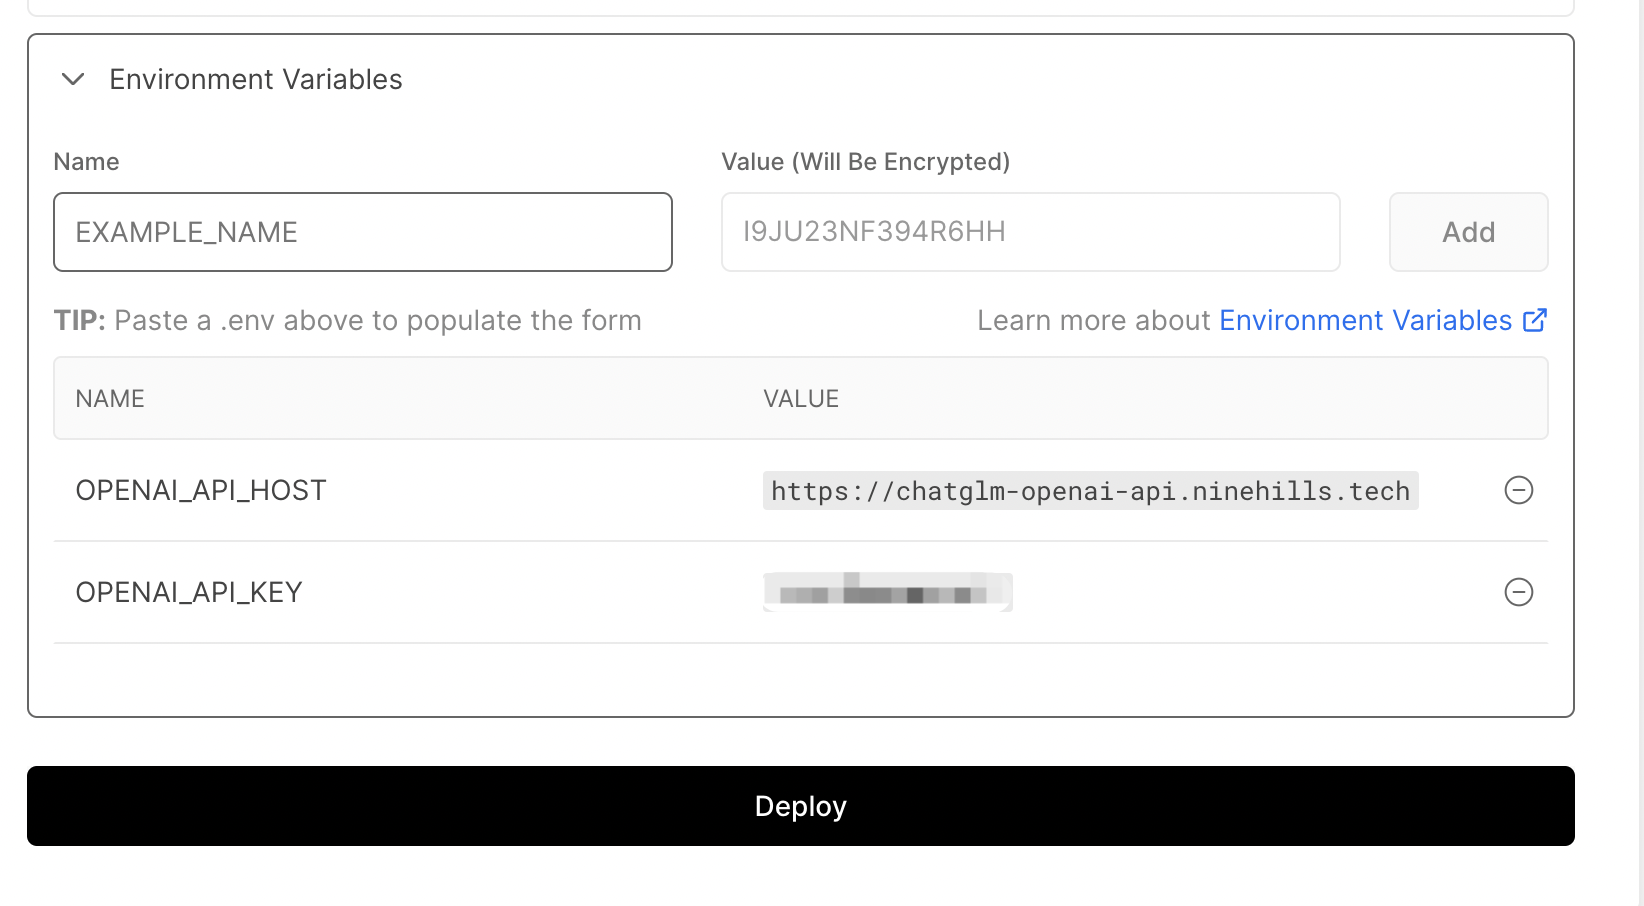 Environment Variables
Name
Value (Will Be Encrypted)
EXAMPLE_NAME
I9JU23NF394R6HH
Add
TIP: Paste a .env above to populate the form
Learn more about Environment Variables
NAME
VALUE
OPENAI_API_HOST
https://chatglm-openai-api.ninehills.tech
OPENAI_API_KEY
Deploy